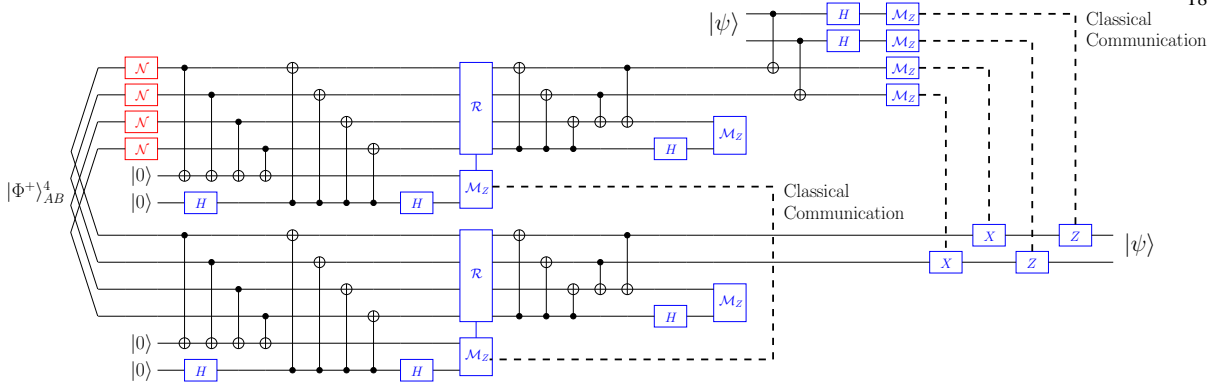 18
|ψ⟩ H M_Z Classical
H M_Z Communication
N R M_Z
N M_Z
N M_Z
N H
|0⟩ M_Z
|0⟩ H H
Classical
Communication
|Φ⁺⟩⁴_AB
R X Z |ψ⟩
X Z
M_Z
H
|0⟩ M_Z
|0⟩ H H